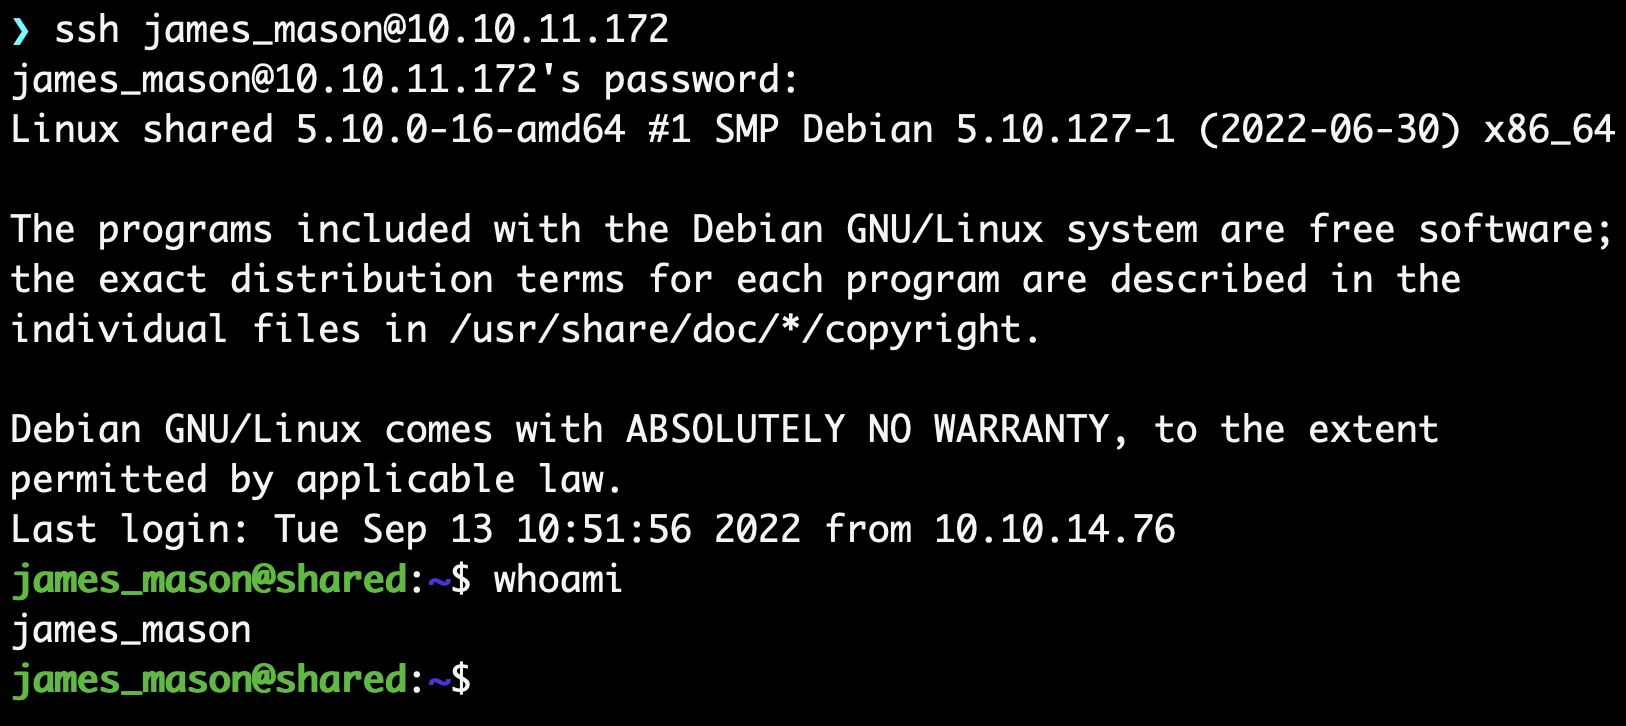 ❯ ssh james_mason@10.10.11.172
james_mason@10.10.11.172's password:
Linux shared 5.10.0-16-amd64 #1 SMP Debian 5.10.127-1 (2022-06-30) x86_64
The programs included with the Debian GNU/Linux system are free software;
the exact distribution terms for each program are described in the
individual files in /usr/share/doc/*/copyright.
Debian GNU/Linux comes with ABSOLUTELY NO WARRANTY, to the extent
permitted by applicable law.
Last login: Tue Sep 13 10:51:56 2022 from 10.10.14.76
james_mason@shared:~$ whoami
james_mason
james_mason@shared:~$